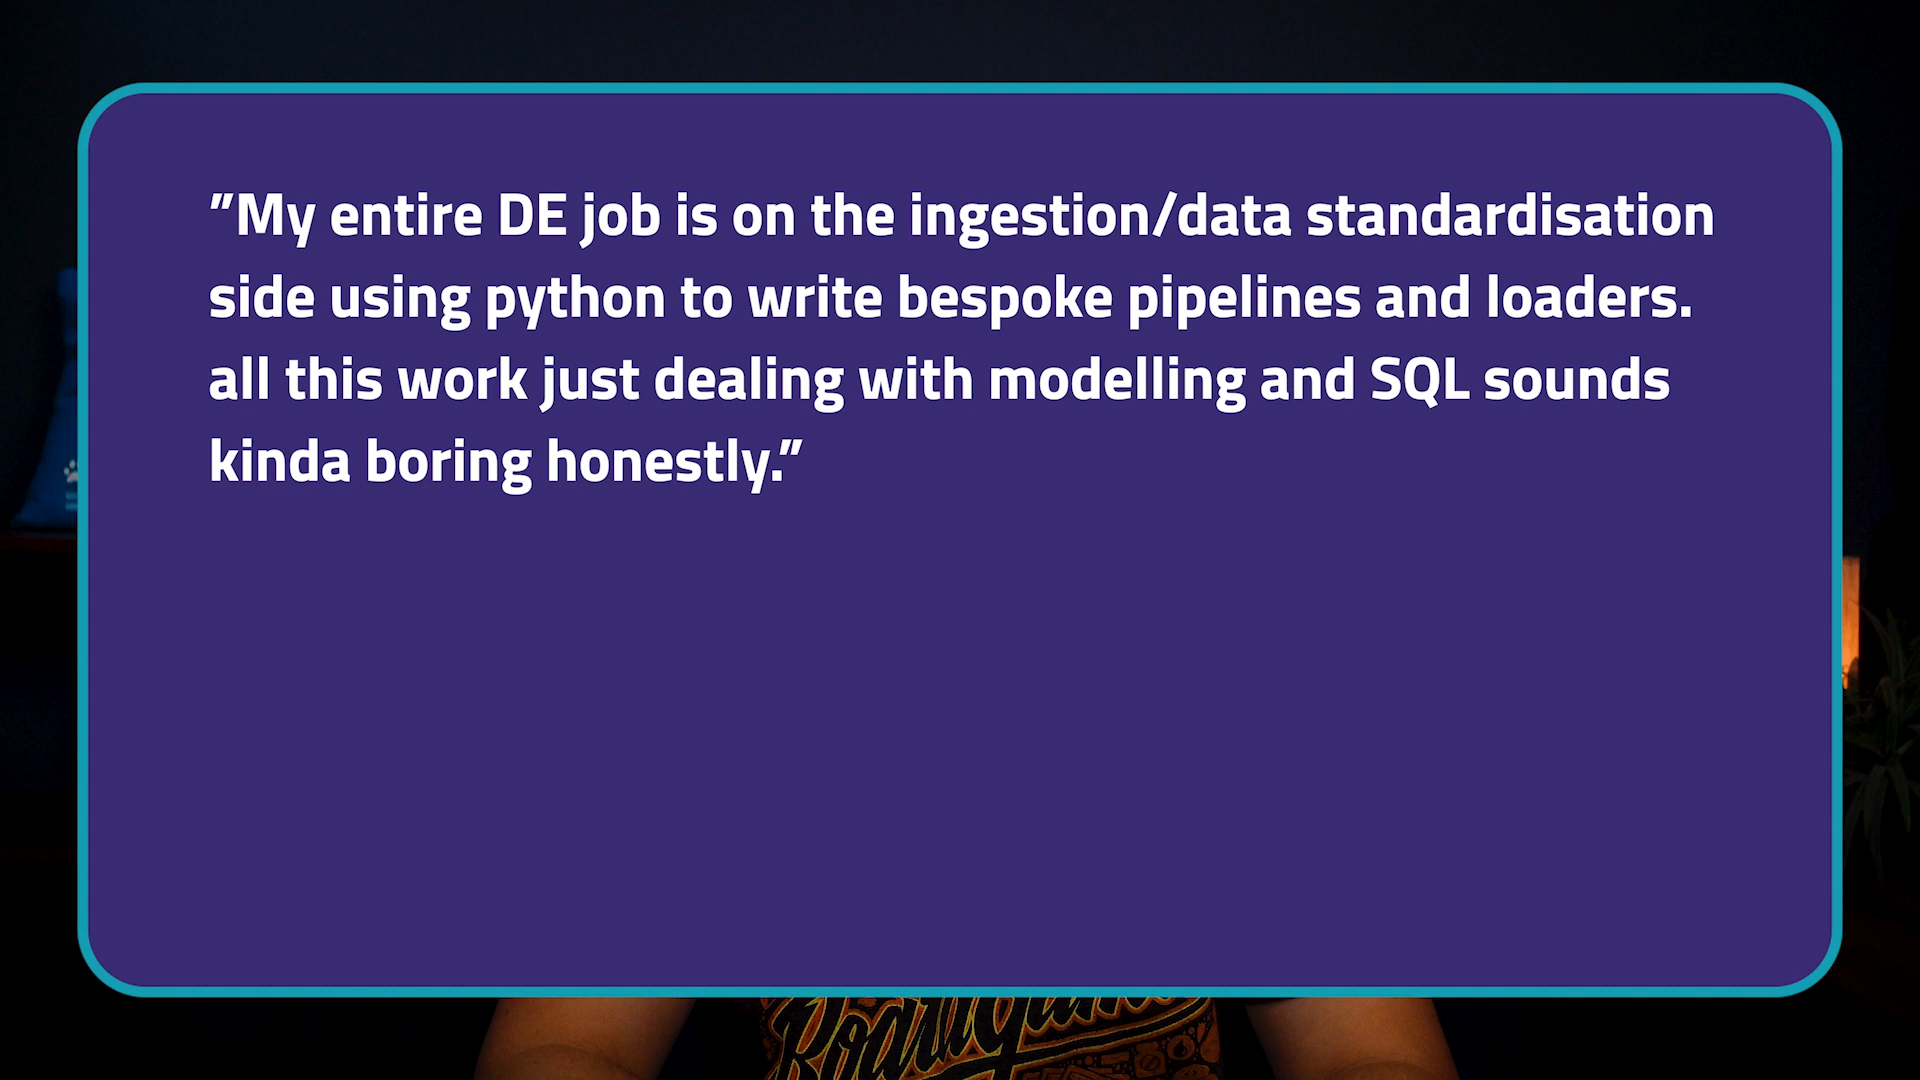 "My entire DE job is on the ingestion/data standardisation
side using python to write bespoke pipelines and loaders.
all this work just dealing with modelling and SQL sounds
kinda boring honestly."